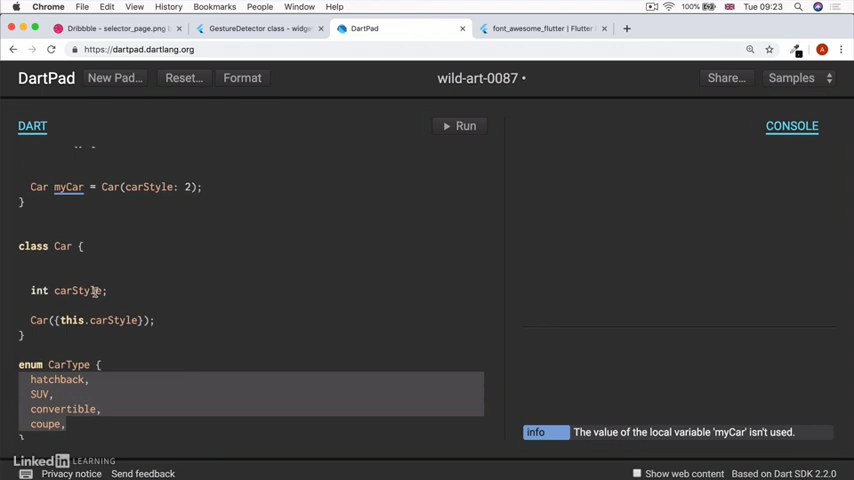 Chrome File Edit View History Bookmarks People Window Help 100% Tue 09:23
Dribbble - selector_page.png b GestureDetector class - widge DartPad font_awesome_flutter | Flutter
https://dartpad.dartlang.org A
DartPad New Pad... Reset... Format wild-art-0087 • Share... Samples
DART Run CONSOLE
Car myCar = Car(carStyle: 2);
}
class Car {
int carStyle;
Car({this.carStyle});
}
enum CarType {
hatchback,
SUV,
convertible,
coupe,
}
info The value of the local variable 'myCar' isn't used.
Linked in LEARNING
Privacy notice Send feedback Show web content Based on Dart SDK 2.2.0